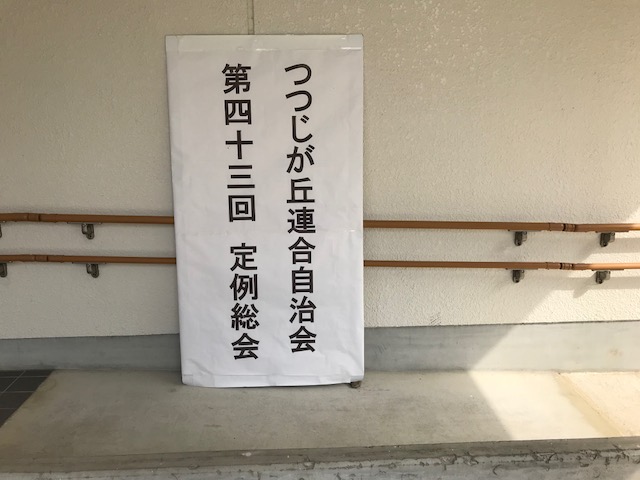 つつじが丘連合自治会
第四十三回 定例総会